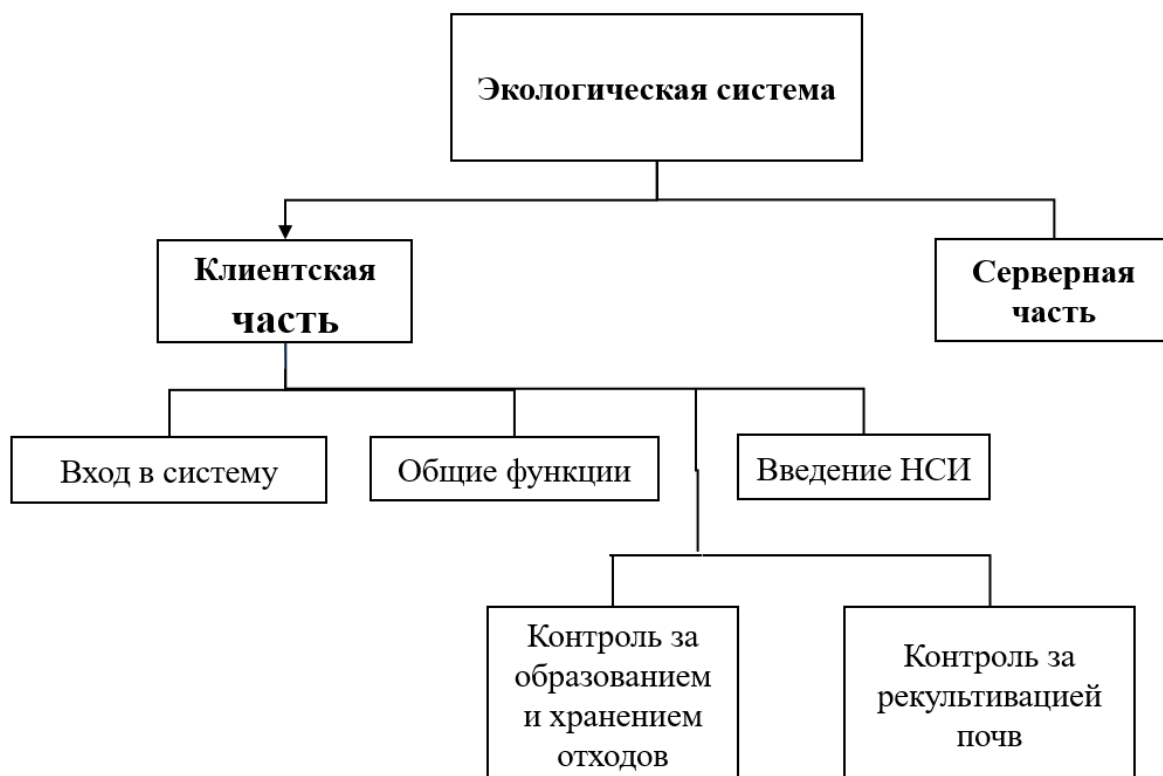 Экологическая система
Клиентская
часть
Серверная
часть
Вход в систему
Общие функции
Введение НСИ
Контроль за
образованием
и хранением
отходов
Контроль за
рекультивацией
почв